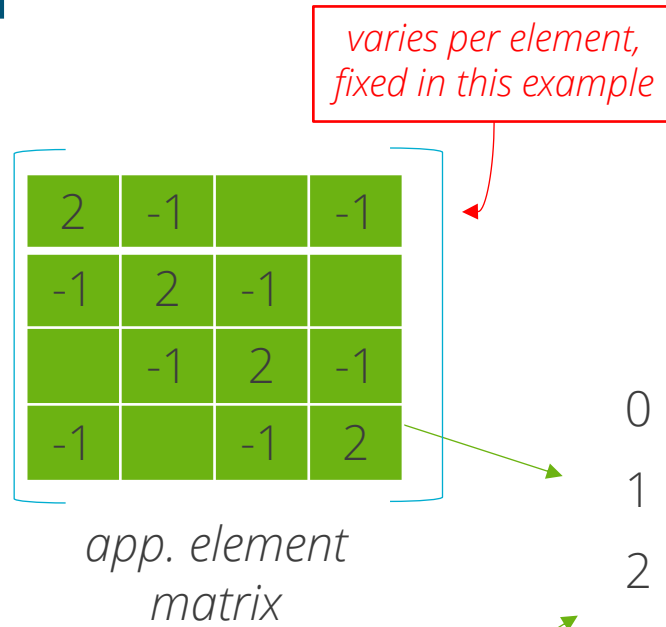 varies per element,
fixed in this example
2 -1 -1
-1 2 -1
-1 2 -1
-1 -1 2
app. element
matrix
0
1
2